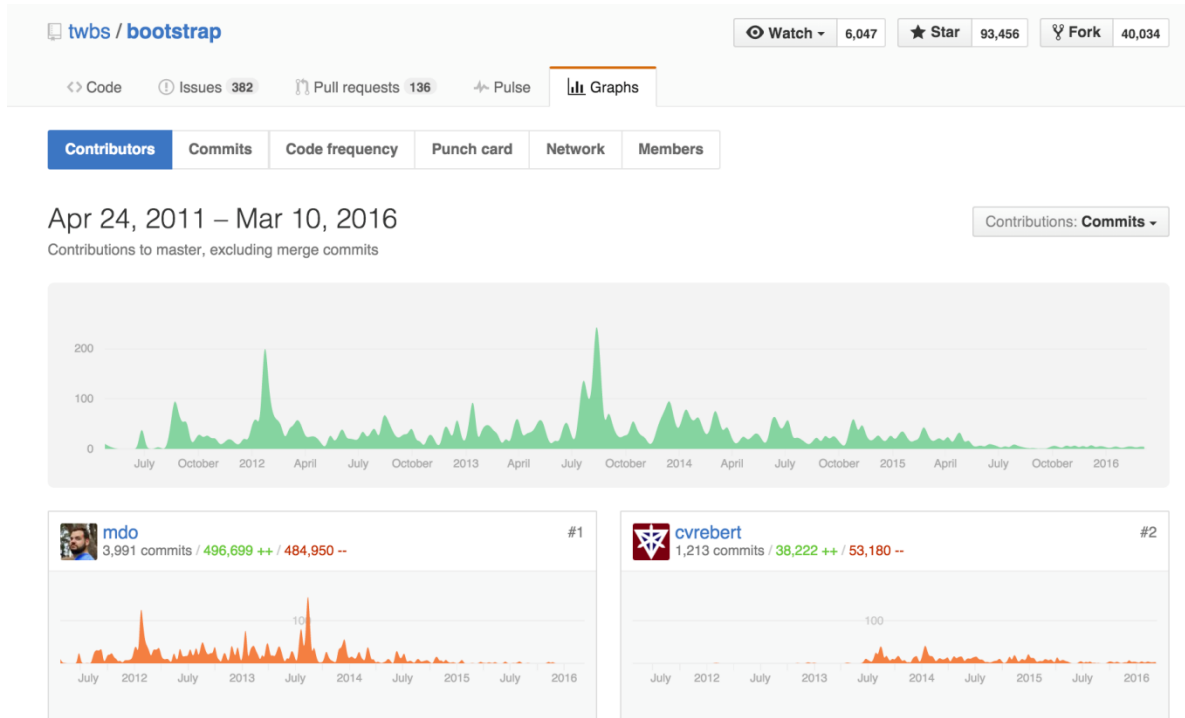 twbs / bootstrap
Watch 6,047 Star 93,456 Fork 40,034
Code Issues 382 Pull requests 136 Pulse Graphs
Contributors Commits Code frequency Punch card Network Members
Apr 24, 2011 – Mar 10, 2016
Contributions: Commits
Contributions to master, excluding merge commits
200
100
0
July October 2012 April July October 2013 April July October 2014 April July October 2015 April July October 2016
mdo #1
3,991 commits / 496,699 ++ / 484,950 --
100
July 2012 July 2013 July 2014 July 2015 July 2016
cvrebert #2
1,213 commits / 38,222 ++ / 53,180 --
100
July 2012 July 2013 July 2014 July 2015 July 2016